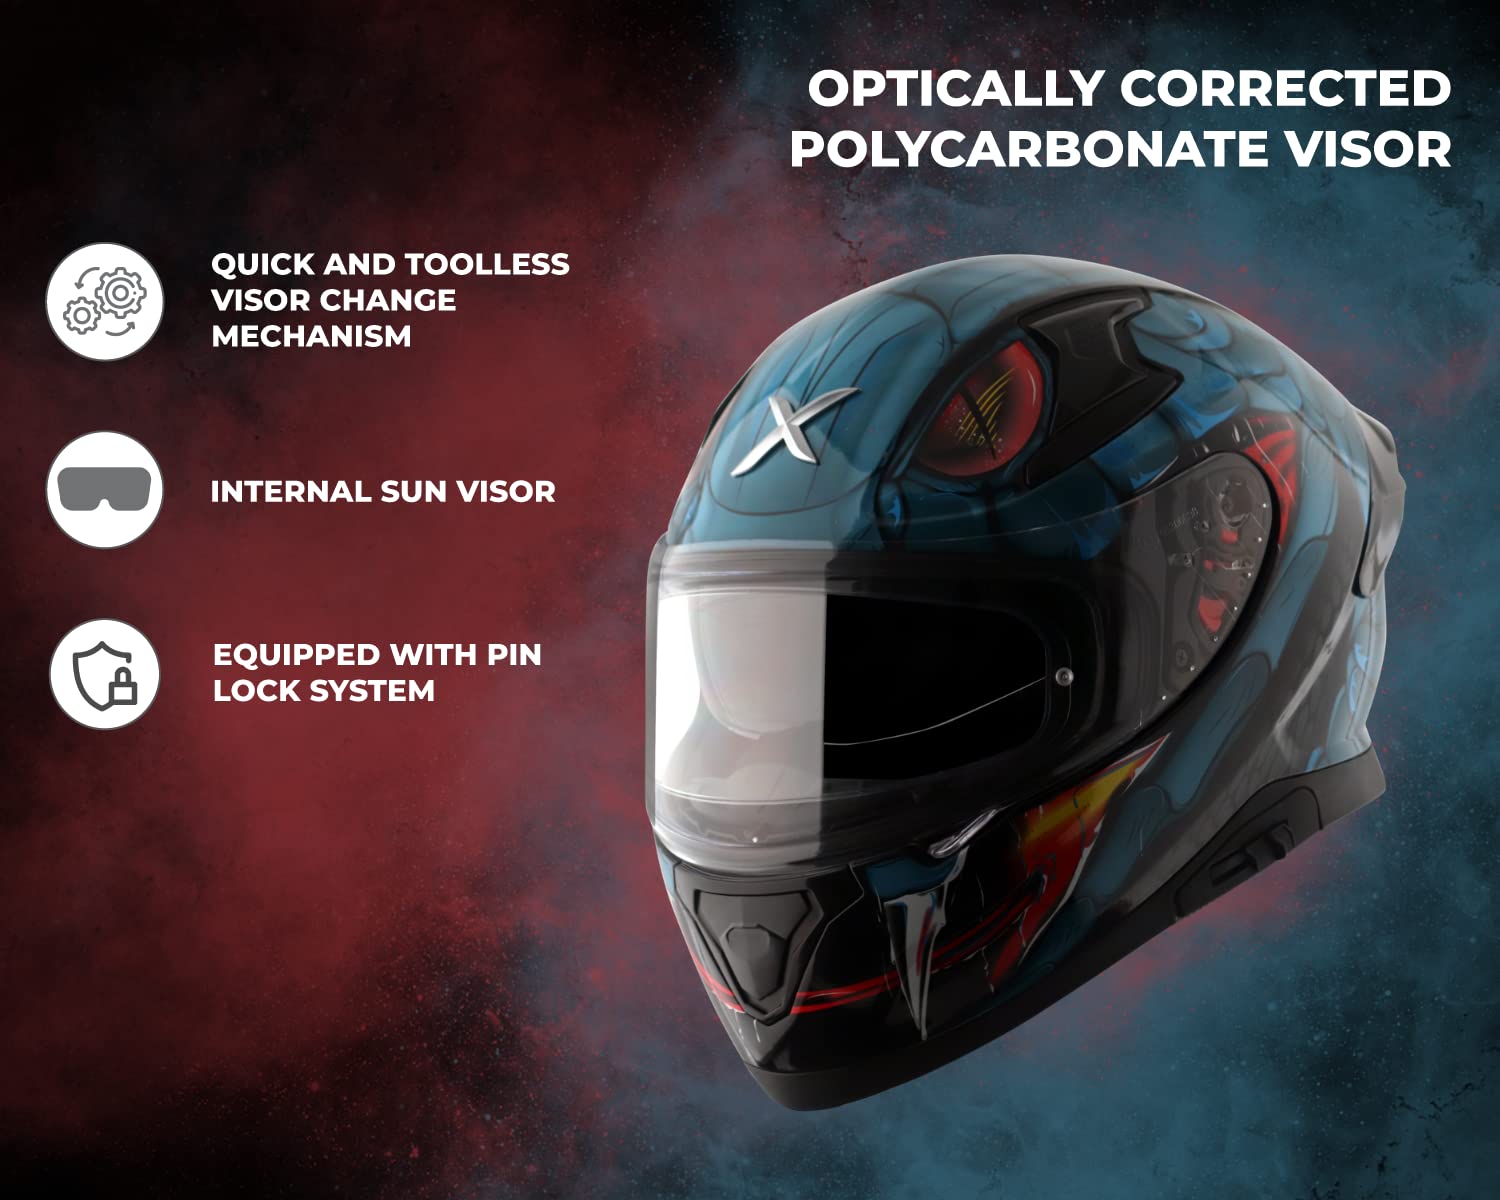 OPTICALLY CORRECTED
POLYCARBONATE VISOR
QUICK AND TOOLLESS
VISOR CHANGE
MECHANISM
INTERNAL SUN VISOR
EQUIPPED WITH PIN
LOCK SYSTEM